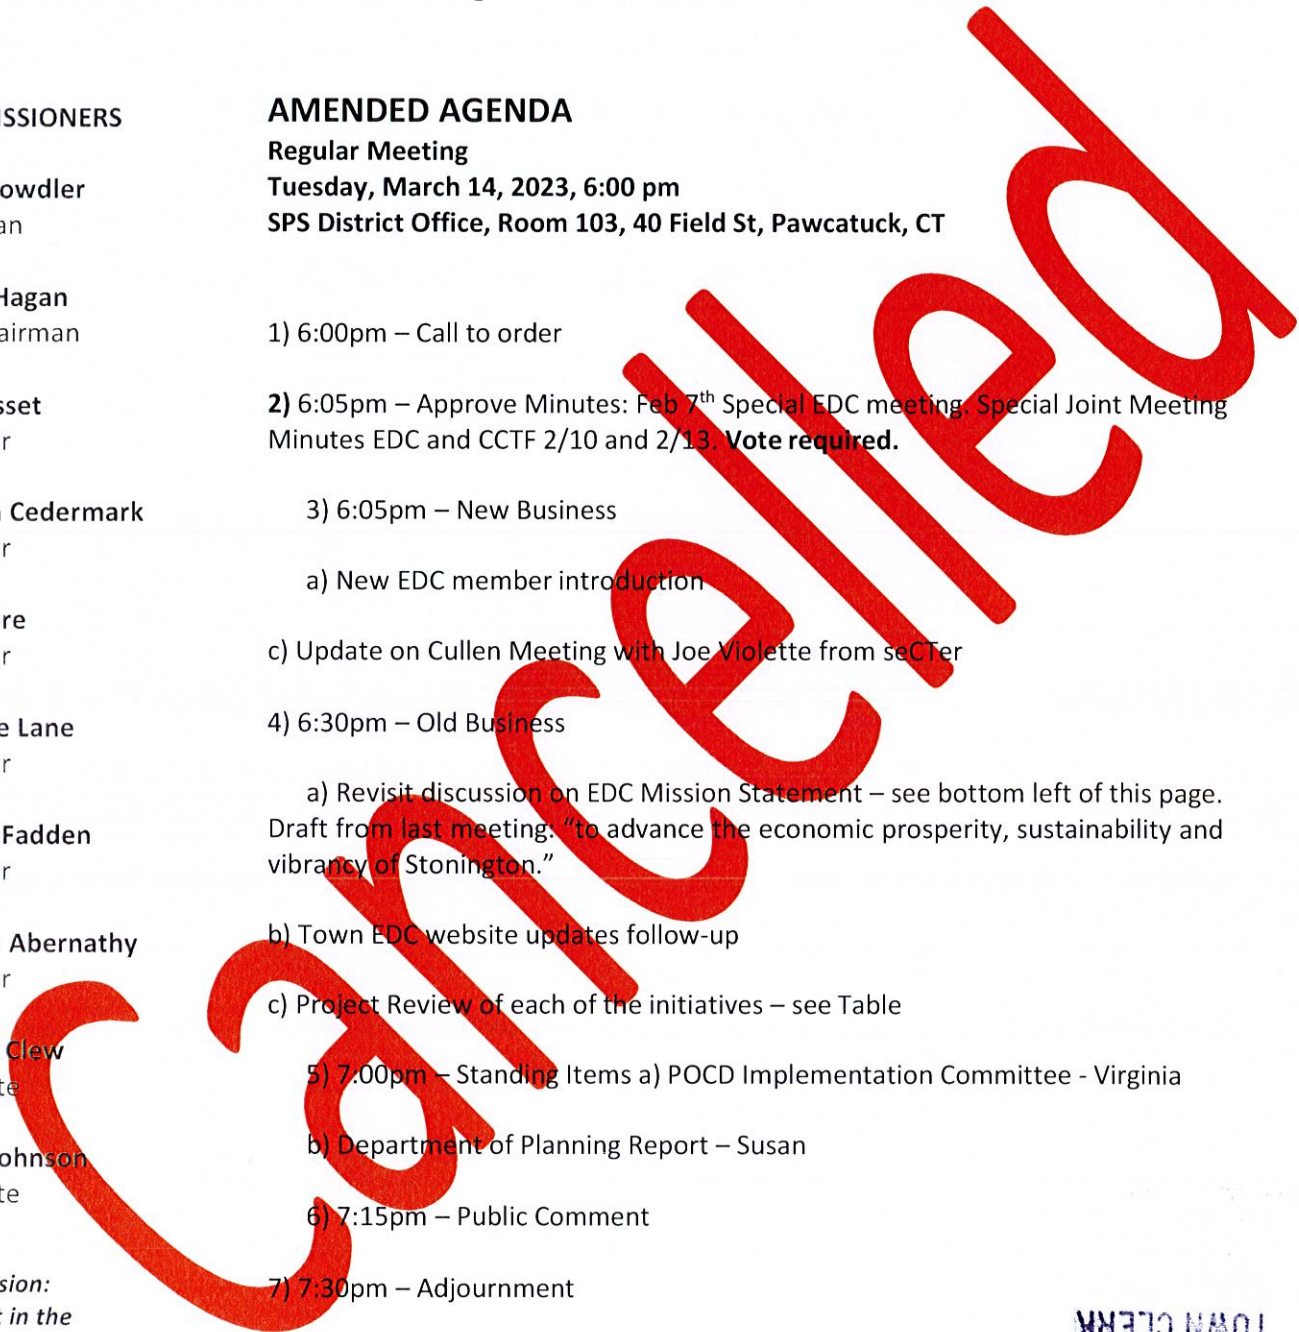 ISSIONERS
owdler
an
Hagan
airman
sset
r
Cedermark
r
re
r
e Lane
r
Fadden
r
Abernathy
r
Clew
te
ohnson
te
sion:
in the
AMENDED AGENDA
Regular Meeting
Tuesday, March 14, 2023, 6:00 pm
SPS District Office, Room 103, 40 Field St, Pawcatuck, CT
1) 6:00pm – Call to order
2) 6:05pm – Approve Minutes: Feb 7th Special EDC meeting. Special Joint Meeting
Minutes EDC and CCTF 2/10 and 2/13. Vote required.
3) 6:05pm – New Business
a) New EDC member introduction
c) Update on Cullen Meeting with Joe Violette from seCTer
4) 6:30pm – Old Business
a) Revisit discussion on EDC Mission Statement – see bottom left of this page.
Draft from last meeting: “to advance the economic prosperity, sustainability and
vibrancy of Stonington.”
b) Town EDC website updates follow-up
c) Project Review of each of the initiatives – see Table
5) 7:00pm – Standing Items a) POCD Implementation Committee - Virginia
b) Department of Planning Report – Susan
6) 7:15pm – Public Comment
7) 7:30pm – Adjournment
Cancelled
TOWN CLERK